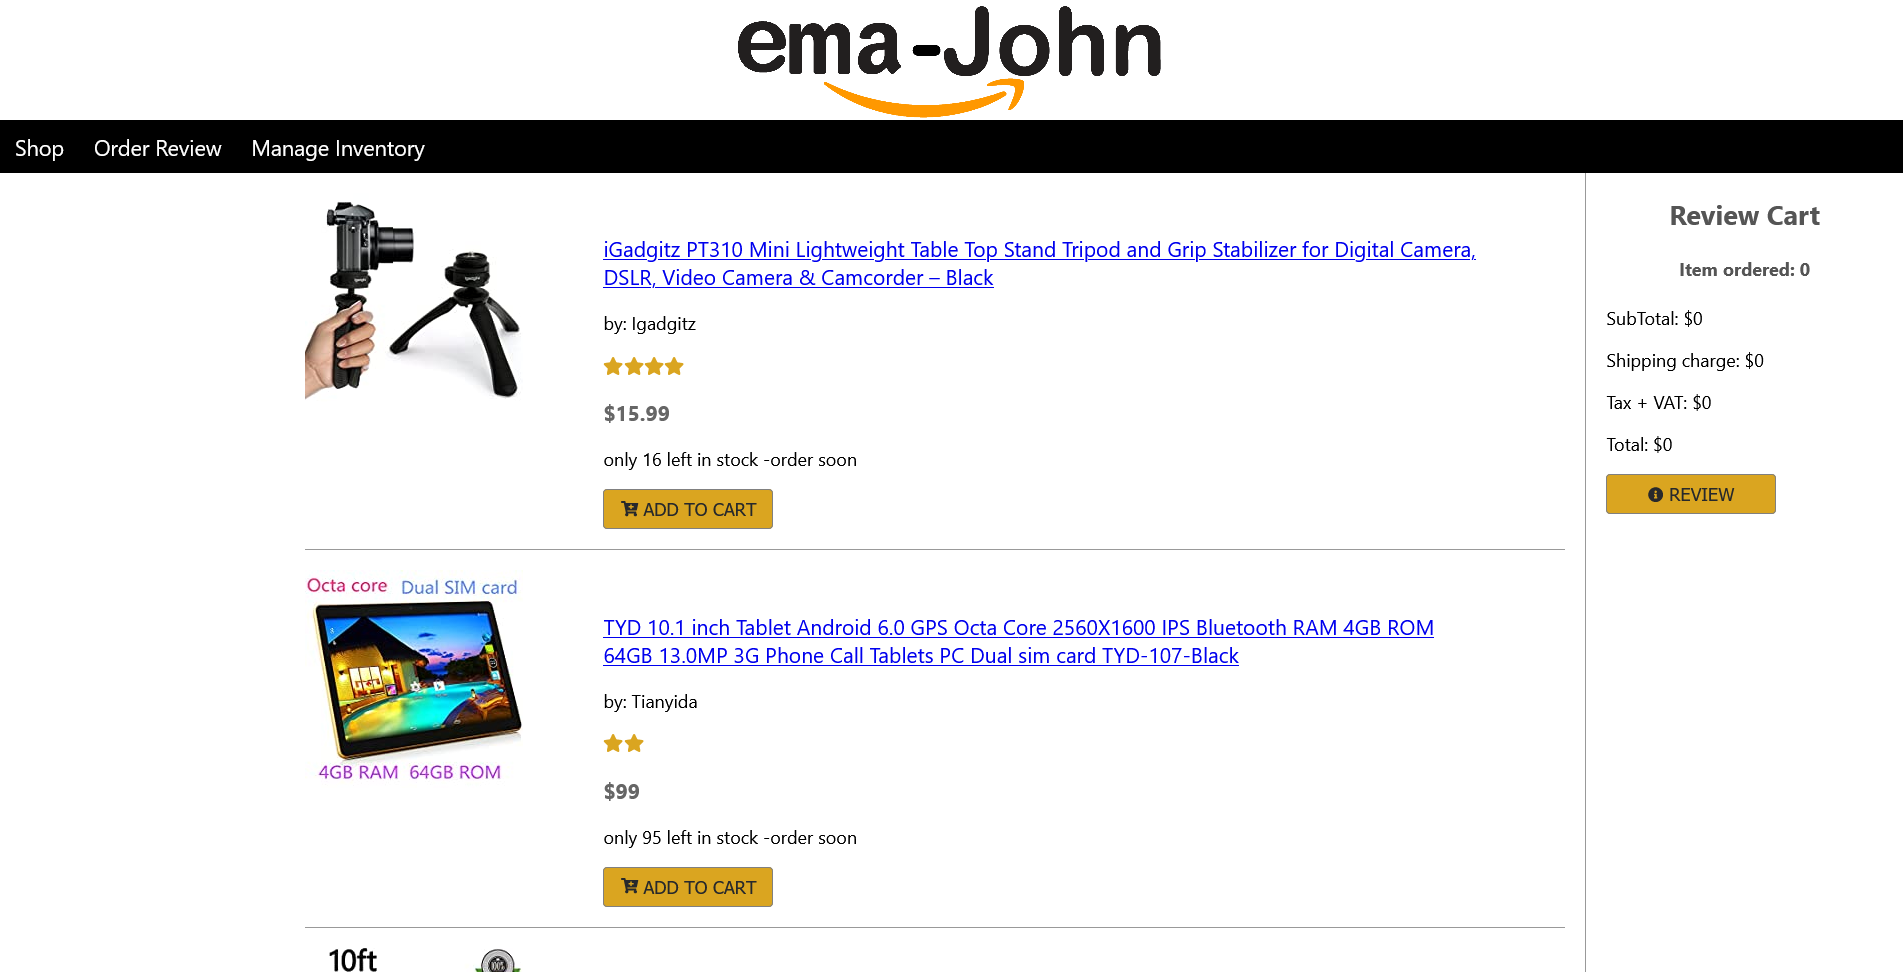 ema-John
Shop Order Review Manage Inventory
iGadgitz PT310 Mini Lightweight Table Top Stand Tripod and Grip Stabilizer for Digital Camera,
DSLR, Video Camera & Camcorder – Black
by: Igadgitz
$15.99
only 16 left in stock -order soon
ADD TO CART
Octa core Dual SIM card
4GB RAM 64GB ROM
TYD 10.1 inch Tablet Android 6.0 GPS Octa Core 2560X1600 IPS Bluetooth RAM 4GB ROM
64GB 13.0MP 3G Phone Call Tablets PC Dual sim card TYD-107-Black
by: Tianyida
$99
only 95 left in stock -order soon
ADD TO CART
10ft
100%
Review Cart
Item ordered: 0
SubTotal: $0
Shipping charge: $0
Tax + VAT: $0
Total: $0
REVIEW